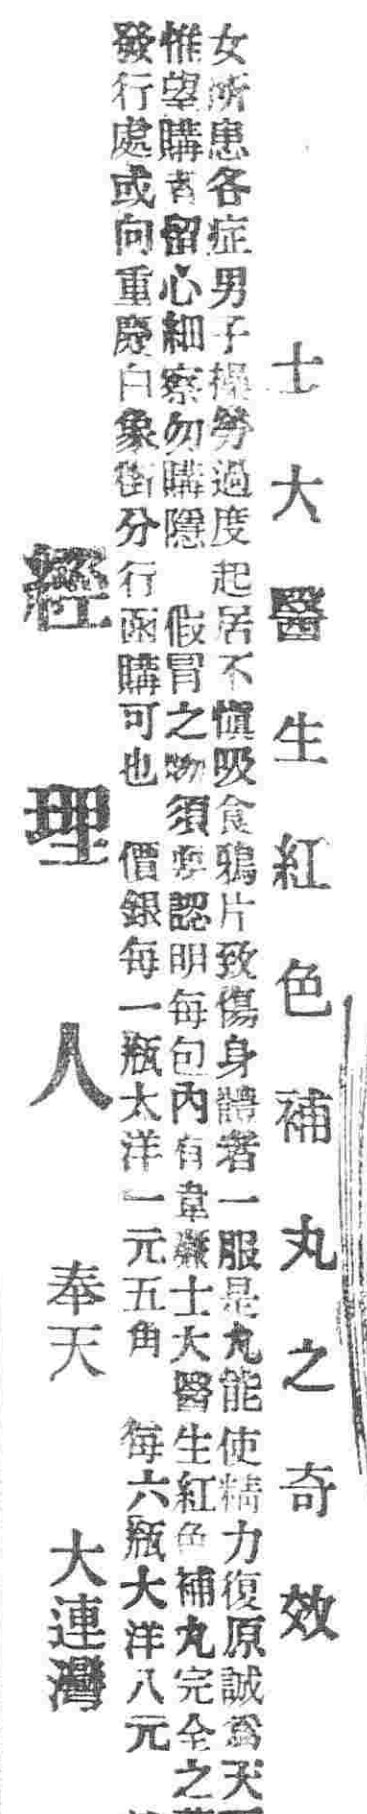 士大醫生紅色補丸之奇效
女所患各症男子操勞過度起居不愼吸食鴉片致傷身體者一服是丸能使精力復原誠爲天
惟望購者留心細察勿購隱 假冒之物須要認明每包內有韋廉士大醫生紅色補丸完全之
發行處或向重慶白象街分行函購可也 價銀每一瓶大洋一元五角 每六瓶大洋八元
經理人 奉天 大連灣